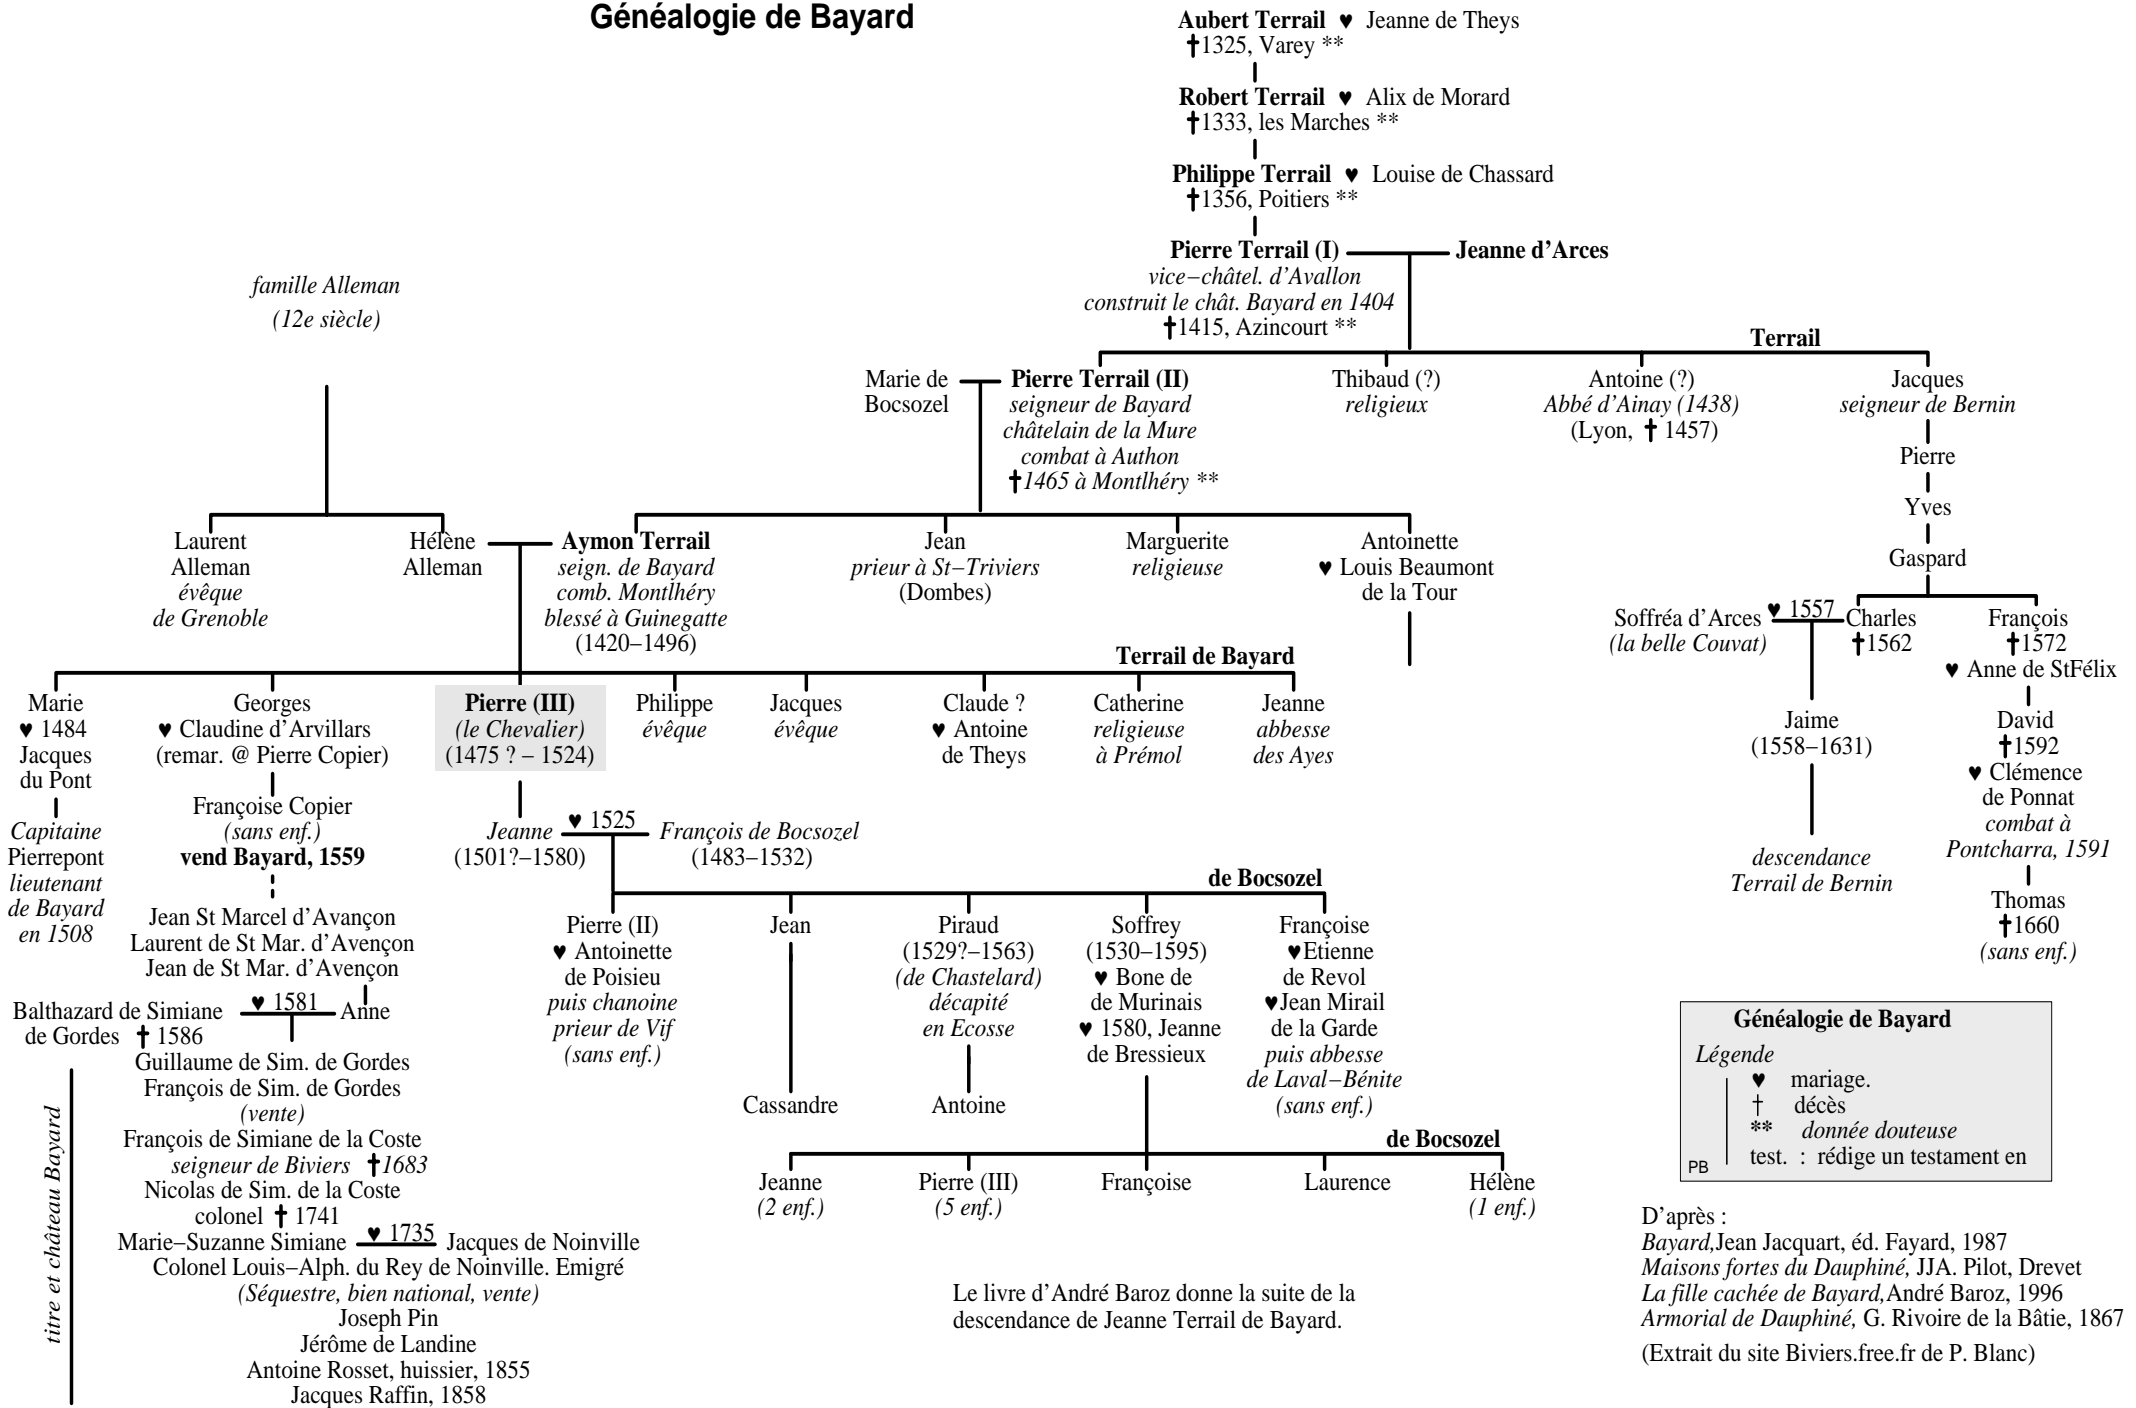 Généalogie de Bayard
Aubert Terrail ♥ Jeanne de Theys
✝1325, Varey **
Robert Terrail ♥ Alix de Morard
✝1333, les Marches **
Philippe Terrail ♥ Louise de Chassard
✝1356, Poitiers **
Pierre Terrail (I) Jeanne d'Arces
vice−châtel. d'Avallon
construit le chât. Bayard en 1404
✝1415, Azincourt **
famille Alleman
(12e siècle)
Terrail
Marie de
Bocsozel
Pierre Terrail (II)
seigneur de Bayard
châtelain de la Mure
combat à Authon
✝1465 à Montlhéry **
Thibaud (?)
religieux
Antoine (?)
Abbé d'Ainay (1438)
(Lyon, ✝ 1457)
Jacques
seigneur de Bernin
Pierre
Yves
Gaspard
Laurent
Alleman
évêque
de Grenoble
Hélène
Alleman
Aymon Terrail
seign. de Bayard
comb. Montlhéry
blessé à Guinegatte
(1420−1496)
Jean
prieur à St−Triviers
(Dombes)
Marguerite
religieuse
Antoinette
♥ Louis Beaumont
de la Tour
Soffréa d'Arces
(la belle Couvat)
♥ 1557
Charles
✝1562
François
✝1572
♥ Anne de StFélix
Jaime
(1558−1631)
descendance
Terrail de Bernin
David
✝1592
♥ Clémence
de Ponnat
combat à
Pontcharra, 1591
Thomas
✝1660
(sans enf.)
Terrail de Bayard
Marie
♥ 1484
Jacques
du Pont
Capitaine
Pierrepont
lieutenant
de Bayard
en 1508
Georges
♥ Claudine d'Arvillars
(remar. @ Pierre Copier)
Françoise Copier
(sans enf.)
vend Bayard, 1559
Jean St Marcel d'Avançon
Laurent de St Mar. d'Avençon
Jean de St Mar. d'Avençon
Pierre (III)
(le Chevalier)
(1475 ? − 1524)
Philippe
évêque
Jacques
évêque
Claude ?
♥ Antoine
de Theys
Catherine
religieuse
à Prémol
Jeanne
abbesse
des Ayes
Jeanne
(1501?−1580)
♥ 1525
François de Bocsozel
(1483−1532)
de Bocsozel
Pierre (II)
♥ Antoinette
de Poisieu
puis chanoine
prieur de Vif
(sans enf.)
Jean
Cassandre
Piraud
(1529?−1563)
(de Chastelard)
décapité
en Ecosse
Antoine
Soffrey
(1530−1595)
♥ Bone de
de Murinais
♥ 1580, Jeanne
de Bressieux
Françoise
♥Etienne
de Revol
♥Jean Mirail
de la Garde
puis abbesse
de Laval−Bénite
(sans enf.)
de Bocsozel
Jeanne
(2 enf.)
Pierre (III)
(5 enf.)
Françoise
Laurence
Hélène
(1 enf.)
Balthazard de Simiane
de Gordes ✝ 1586
♥ 1581
Anne
titre et château Bayard
Guillaume de Sim. de Gordes
François de Sim. de Gordes
(vente)
François de Simiane de la Coste
seigneur de Biviers ✝1683
Nicolas de Sim. de la Coste
colonel ✝ 1741
Marie−Suzanne Simiane ♥ 1735 Jacques de Noinville
Colonel Louis−Alph. du Rey de Noinville. Emigré
(Séquestre, bien national, vente)
Joseph Pin
Jérôme de Landine
Antoine Rosset, huissier, 1855
Jacques Raffin, 1858
Le livre d'André Baroz donne la suite de la
descendance de Jeanne Terrail de Bayard.
Généalogie de Bayard
Légende
♥ mariage.
† décès
** donnée douteuse
test. : rédige un testament en
PB
D'après :
Bayard,Jean Jacquart, éd. Fayard, 1987
Maisons fortes du Dauphiné, JJA. Pilot, Drevet
La fille cachée de Bayard,André Baroz, 1996
Armorial de Dauphiné, G. Rivoire de la Bâtie, 1867
(Extrait du site Biviers.free.fr de P. Blanc)